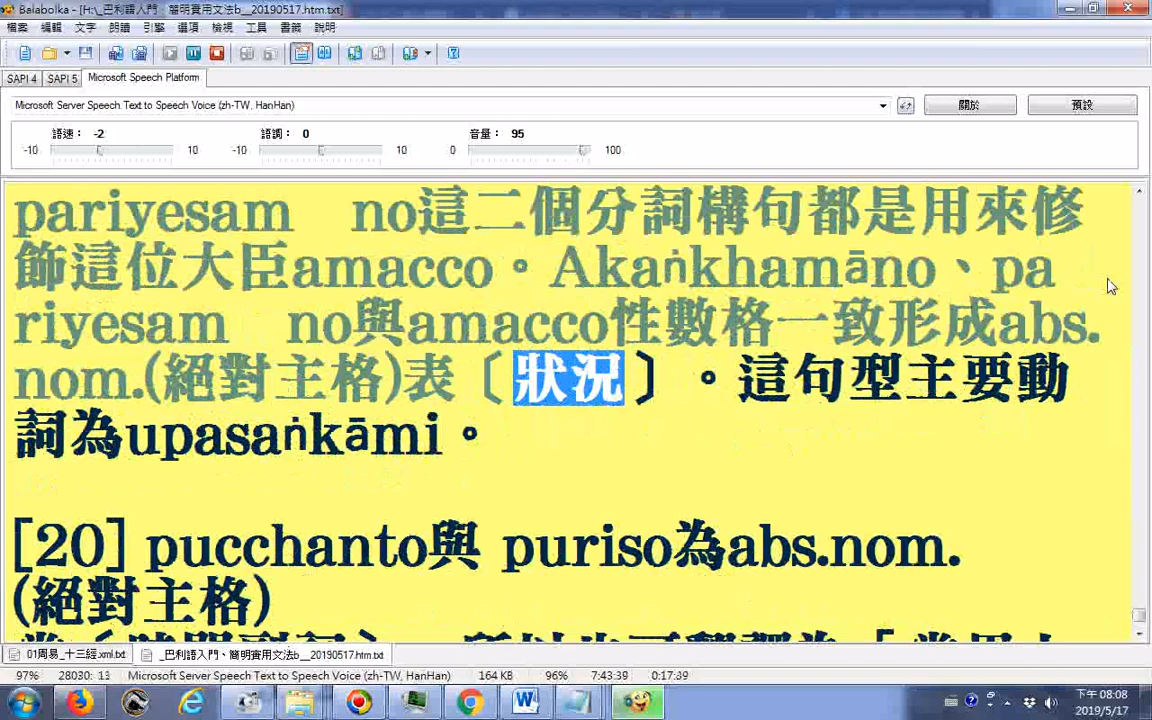 Balabolka - [H:\_巴利語入門、簡明實用文法b__20190517.htm.txt]
檔案 編輯 文字 朗讀 引擎 選項 檢視 工具 書籤 說明
SAPI 4 SAPI 5 Microsoft Speech Platform
Microsoft Server Speech Text to Speech Voice (zh-TW, HanHan) 關於 預設
語速： -2 語調： 0 音量： 95
-10 10 -10 10 0 100
pariyesam no這二個分詞構句都是用來修
飾這位大臣amacco。Akaṅkhamāno、pa
riyesam no與amacco性數格一致形成abs.
nom.(絕對主格)表〔狀況〕。這句型主要動
詞為upasaṅkāmi。
[20] pucchanto與 puriso為abs.nom.
(絕對主格)
01周易_十三經.xml.txt _巴利語入門、簡明實用文法b__20190517.htm.txt
97% 28030: 13 Microsoft Server Speech Text to Speech Voice (zh-TW, HanHan) 164 KB 96% 7:43:39 0:17:39
下午 08:08
2019/5/17